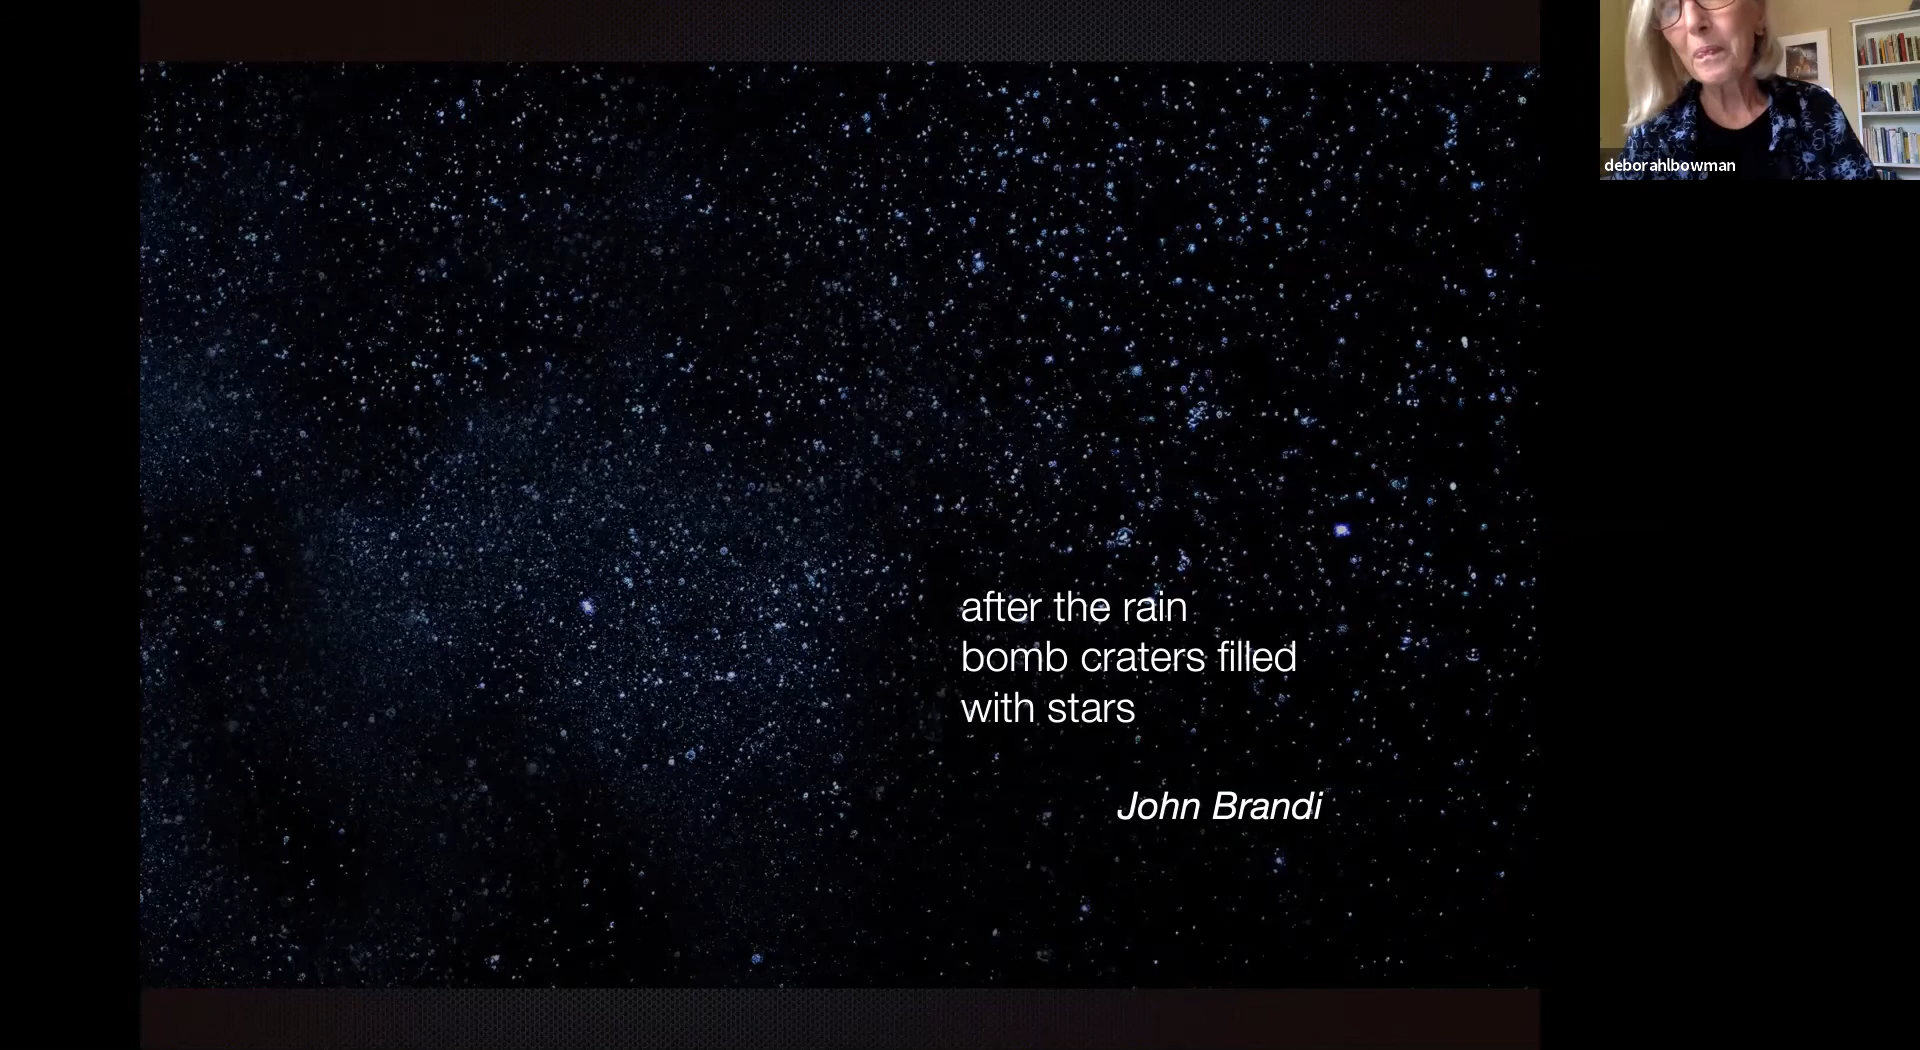 after the rain
bomb craters filled
with stars
John Brandi
deborahlbowman